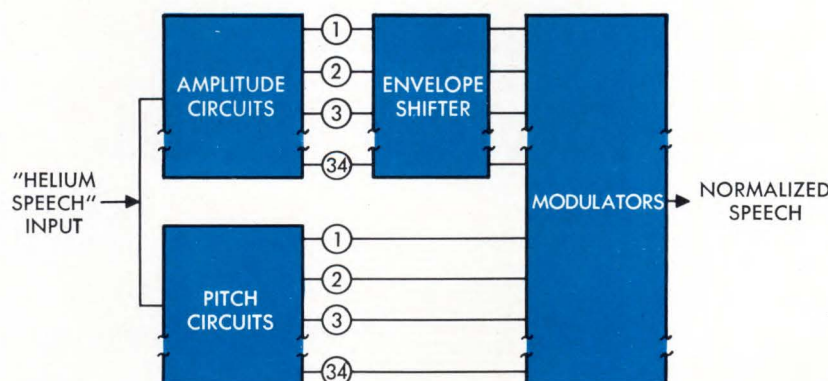 "HELIUM
SPEECH"
INPUT
AMPLITUDE
CIRCUITS
1
2
3
34
ENVELOPE
SHIFTER
PITCH
CIRCUITS
1
2
3
34
MODULATORS
NORMALIZED
SPEECH